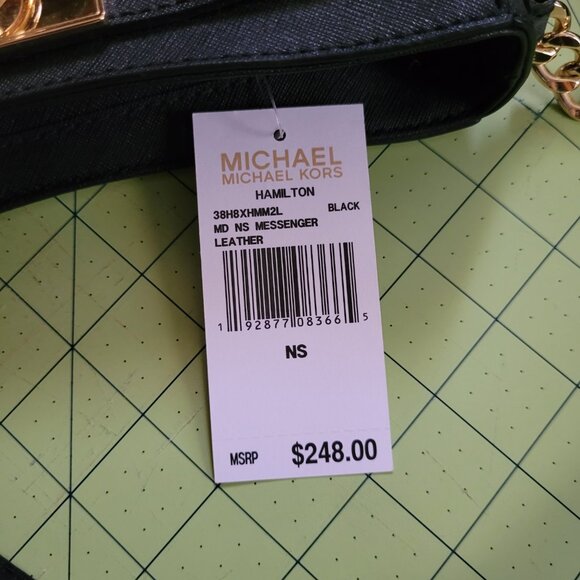 MICHAEL
MICHAEL KORS
HAMILTON
38H8XHMM2L BLACK
MD NS MESSENGER
LEATHER
1 92877 08366 5
NS
MSRP $248.00